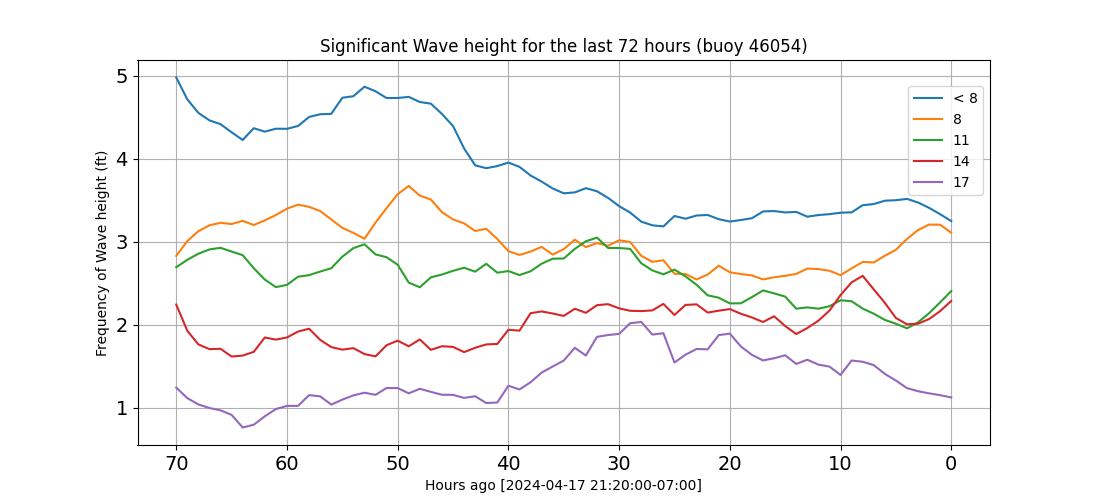 Significant Wave height for the last 72 hours (buoy 46054)
Frequency of Wave height (ft)
5
4
3
2
1
< 8
8
11
14
17
70 60 50 40 30 20 10 0
Hours ago [2024-04-17 21:20:00-07:00]